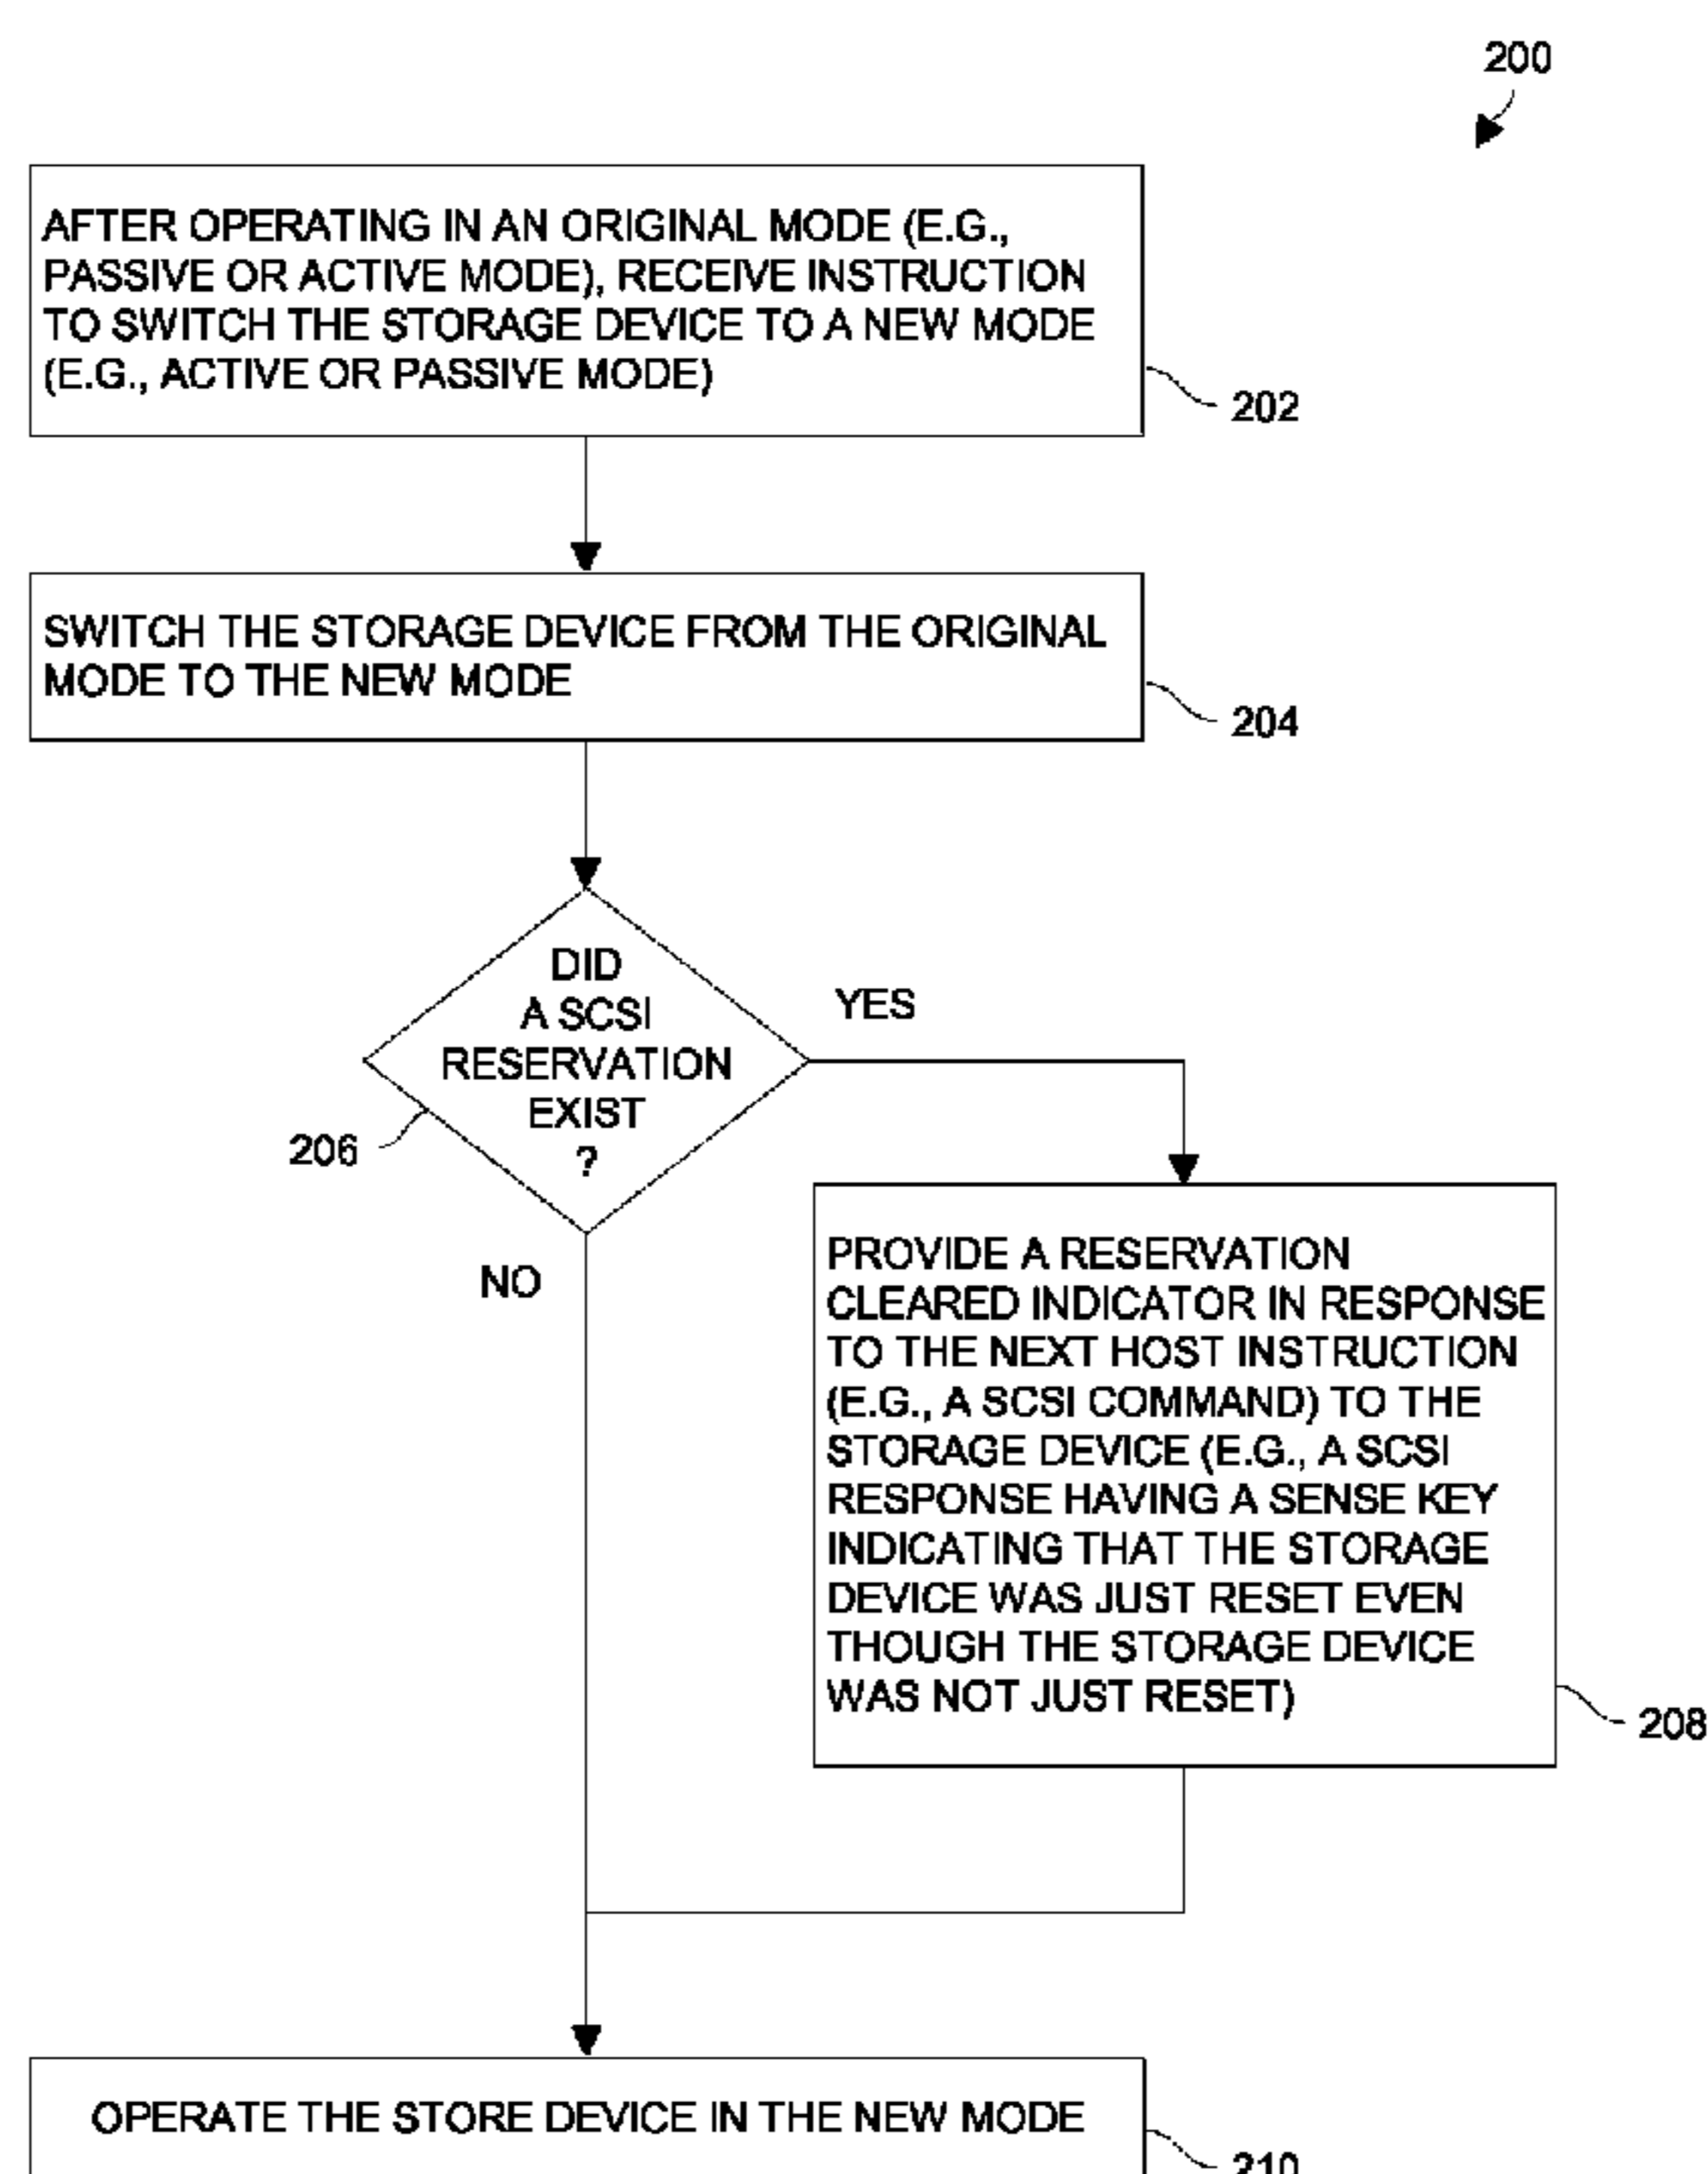 200
AFTER OPERATING IN AN ORIGINAL MODE (E.G.,
PASSIVE OR ACTIVE MODE), RECEIVE INSTRUCTION
TO SWITCH THE STORAGE DEVICE TO A NEW MODE
(E.G., ACTIVE OR PASSIVE MODE)
202
SWITCH THE STORAGE DEVICE FROM THE ORIGINAL
MODE TO THE NEW MODE
204
DID
A SCSI
RESERVATION
EXIST
?
206
YES
NO
PROVIDE A RESERVATION
CLEARED INDICATOR IN RESPONSE
TO THE NEXT HOST INSTRUCTION
(E.G., A SCSI COMMAND) TO THE
STORAGE DEVICE (E.G., A SCSI
RESPONSE HAVING A SENSE KEY
INDICATING THAT THE STORAGE
DEVICE WAS JUST RESET EVEN
THOUGH THE STORAGE DEVICE
WAS NOT JUST RESET)
208
OPERATE THE STORE DEVICE IN THE NEW MODE
210